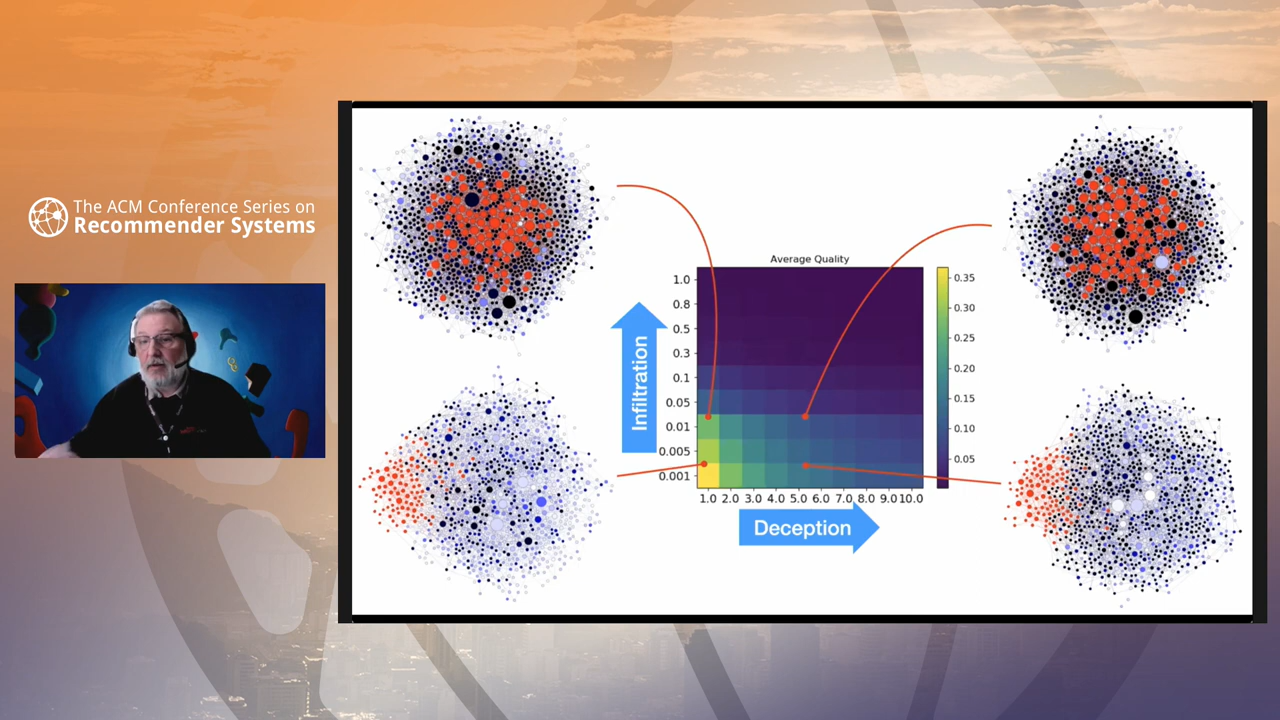 The ACM Conference Series on
Recommender Systems
Average Quality
Infiltration
1.0
0.8
0.5
0.3
0.1
0.05
0.01
0.005
0.001
1.0 2.0 3.0 4.0 5.0 6.0 7.0 8.0 9.0 10.0
Deception
0.35
0.30
0.25
0.20
0.15
0.10
0.05